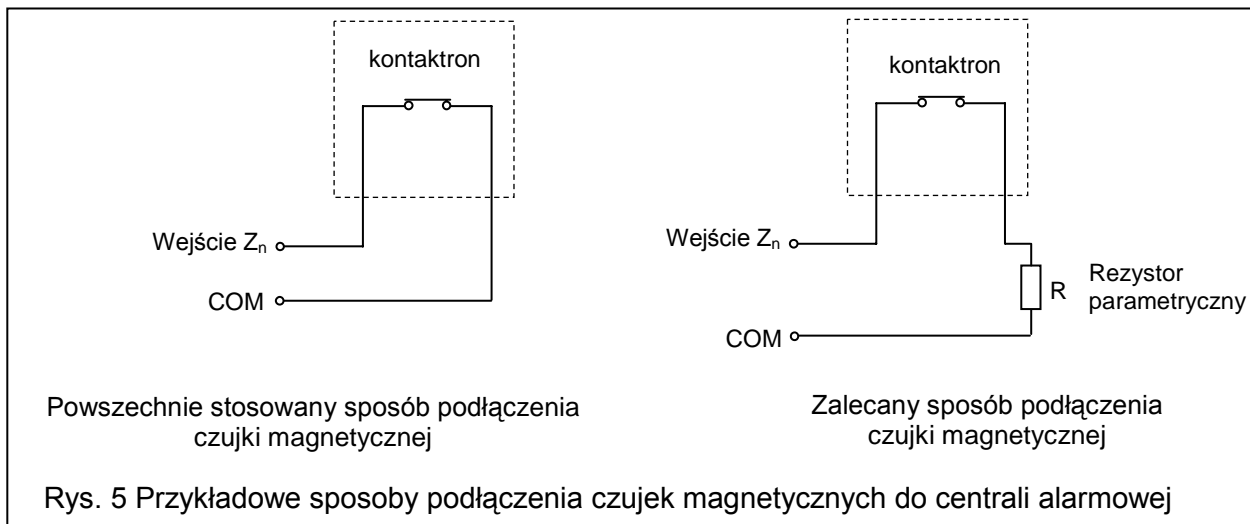 kontaktron
Wejście Zn
COM
Powszechnie stosowany sposób podłączenia
czujki magnetycznej
kontaktron
Wejście Zn
R
Rezystor
parametryczny
COM
Zalecany sposób podłączenia
czujki magnetycznej
Rys. 5 Przykładowe sposoby podłączenia czujek magnetycznych do centrali alarmowej